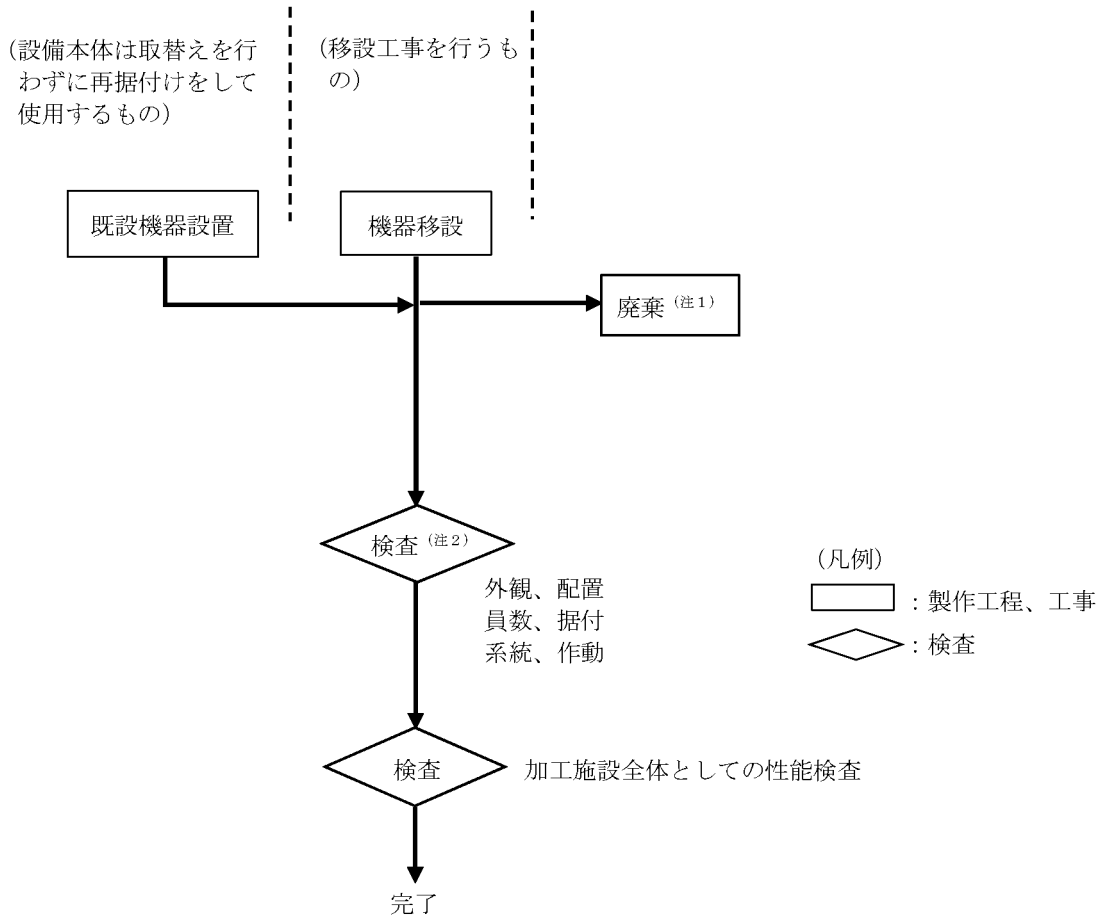 (設備本体は取替えを行
わずに再据付けをして
使用するもの)
(移設工事を行うも
の)
既設機器設置
機器移設
廃棄(注1)
検査(注2)
外観、配置
員数、据付
系統、作動
(凡例)
:製作工程、工事
:検査
検査
加工施設全体としての性能検査
完了